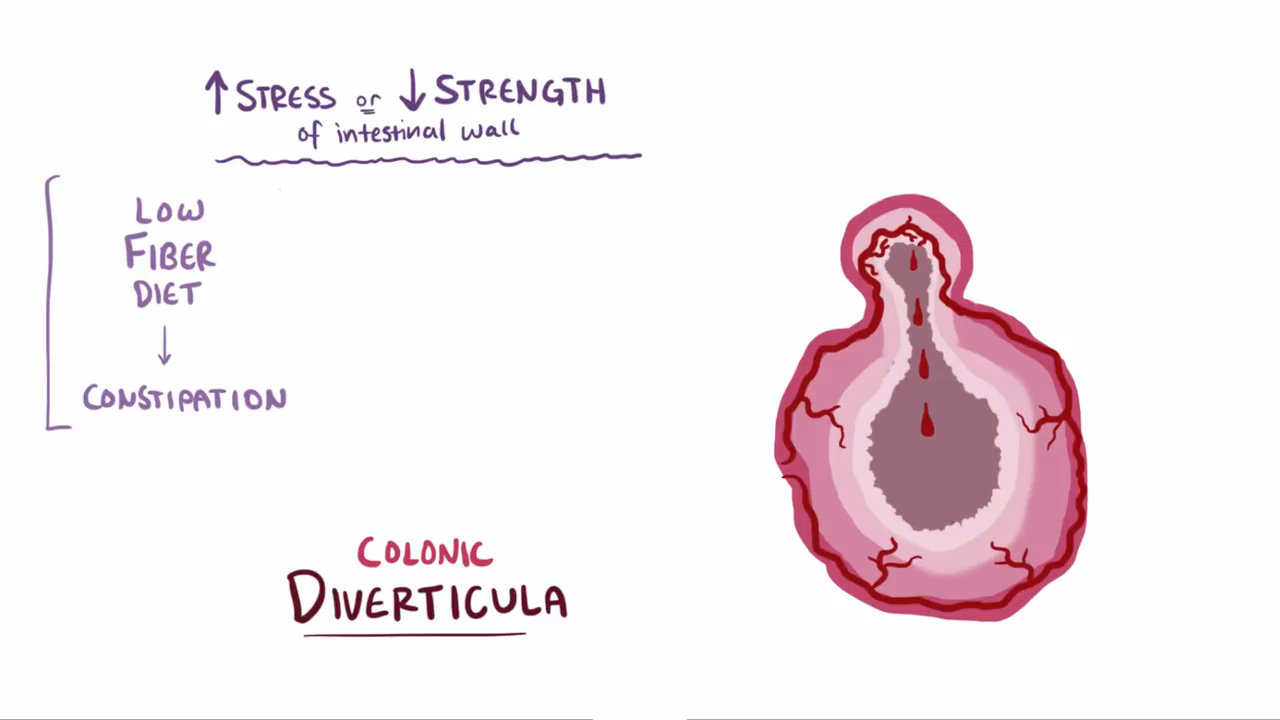 ↑ STRESS or ↓ STRENGTH
of intestinal wall
LOW
FIBER
DIET
↓
CONSTIPATION
COLONIC
DIVERTICULA